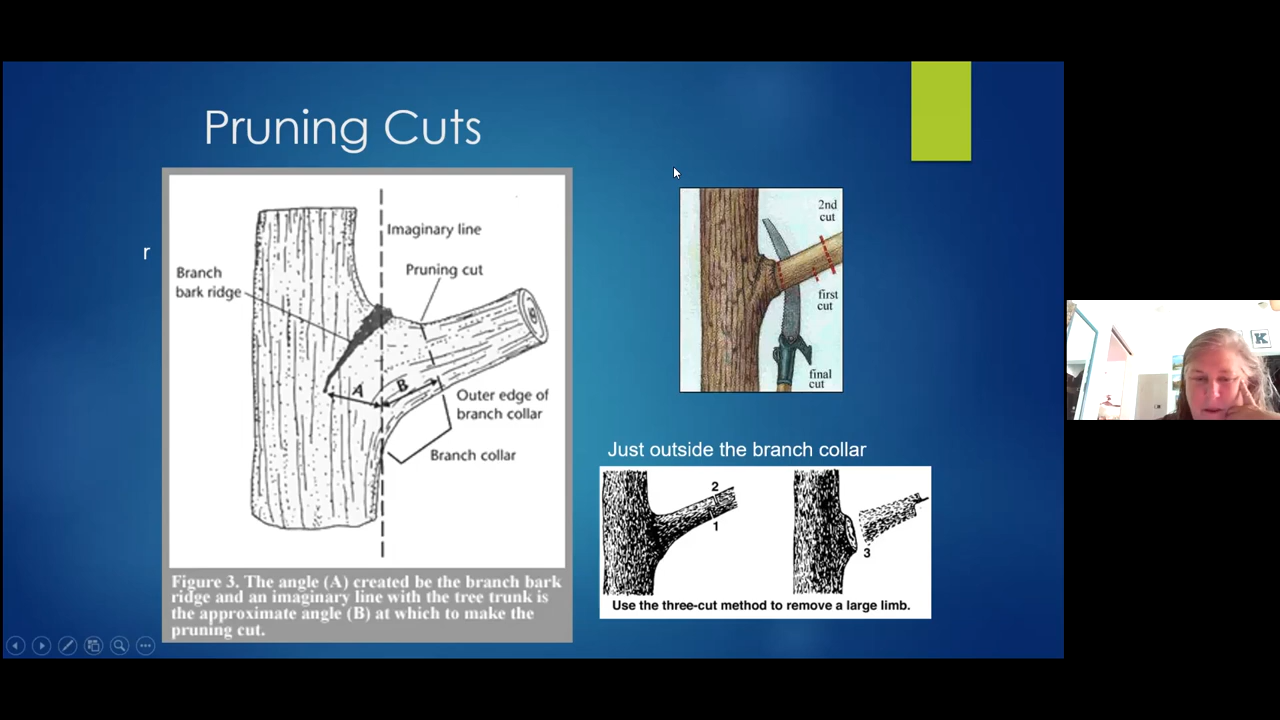 Pruning Cuts
r
Imaginary line
Pruning cut
Branch
bark ridge
A
B
Outer edge of
branch collar
Branch collar
Figure 3. The angle (A) created be the branch bark
ridge and an imaginary line with the tree trunk is
the approximate angle (B) at which to make the
pruning cut.
2nd
cut
first
cut
final
cut
Just outside the branch collar
2
1
3
Use the three-cut method to remove a large limb.
K